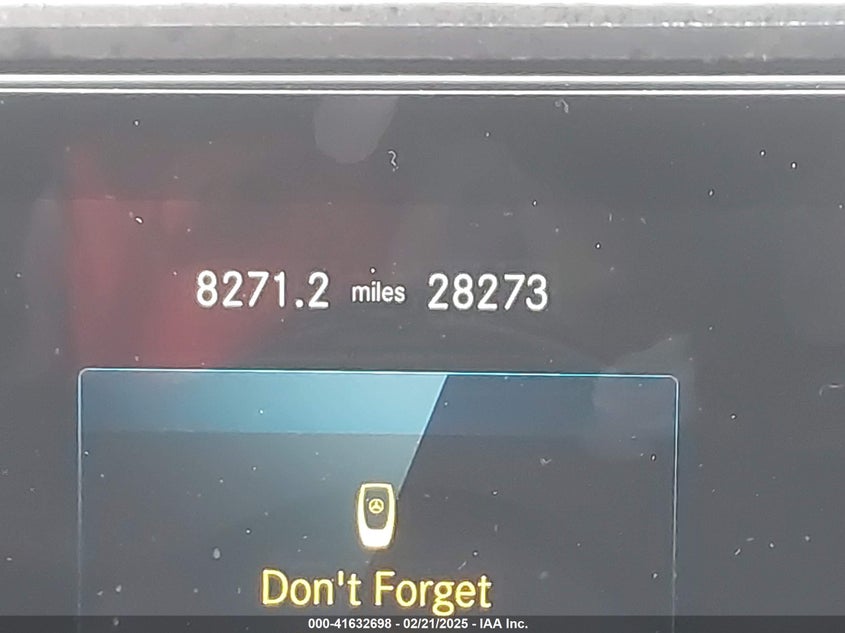 8271.2 miles 28273
Don't Forget
000-41632698 - 02/21/2025 - IAA Inc.